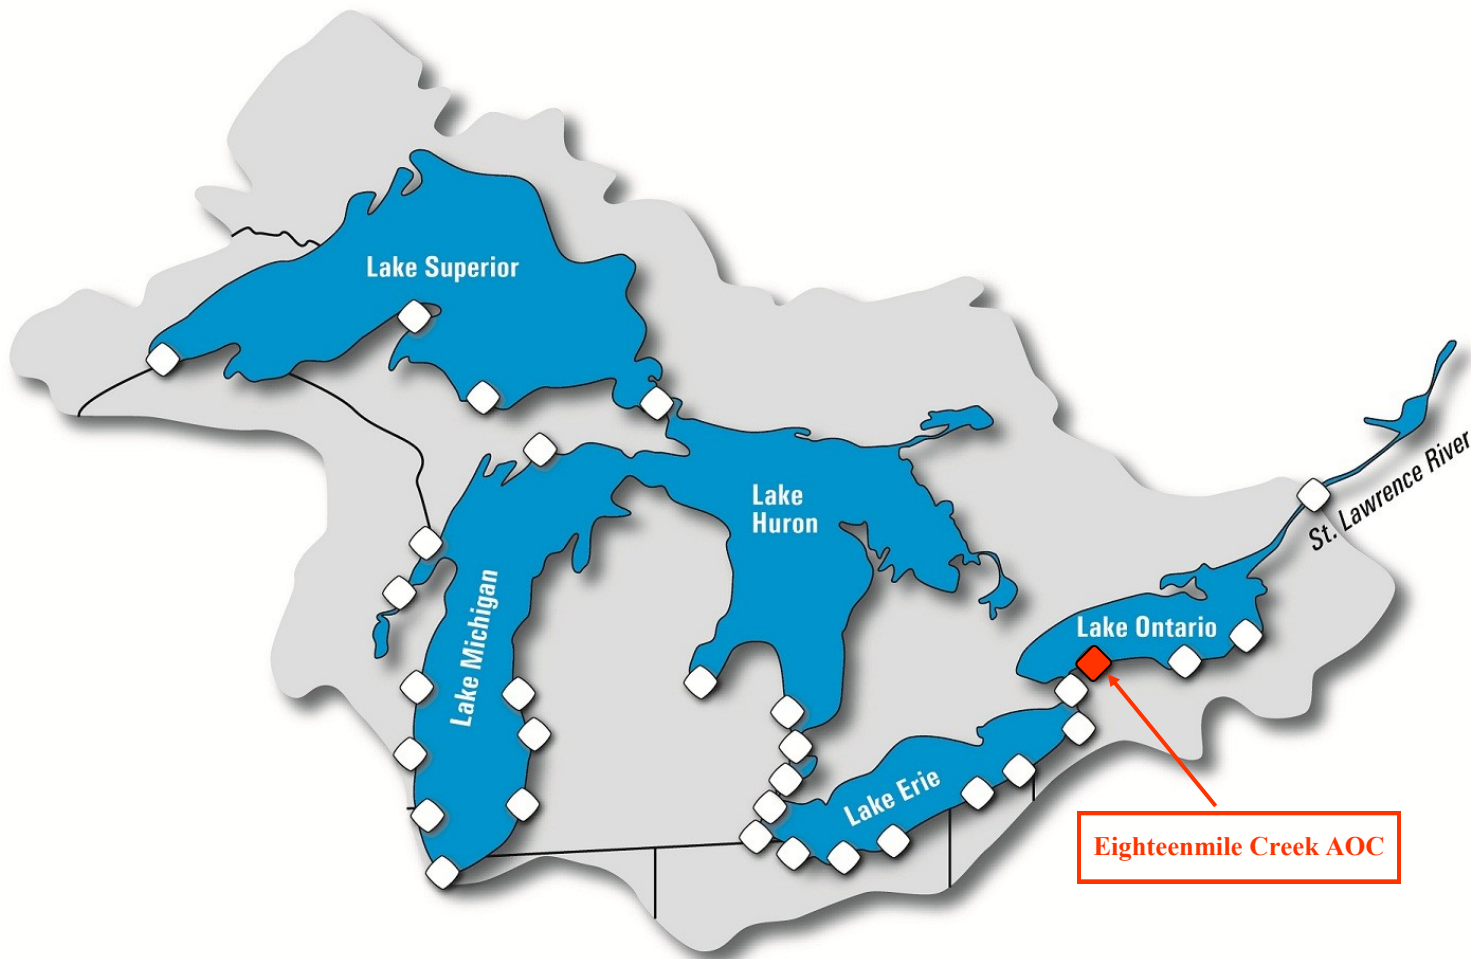 Lake Superior
Lake
Huron
St. Lawrence River
Lake Michigan
Lake Ontario
Lake Erie
Eighteenmile Creek AOC